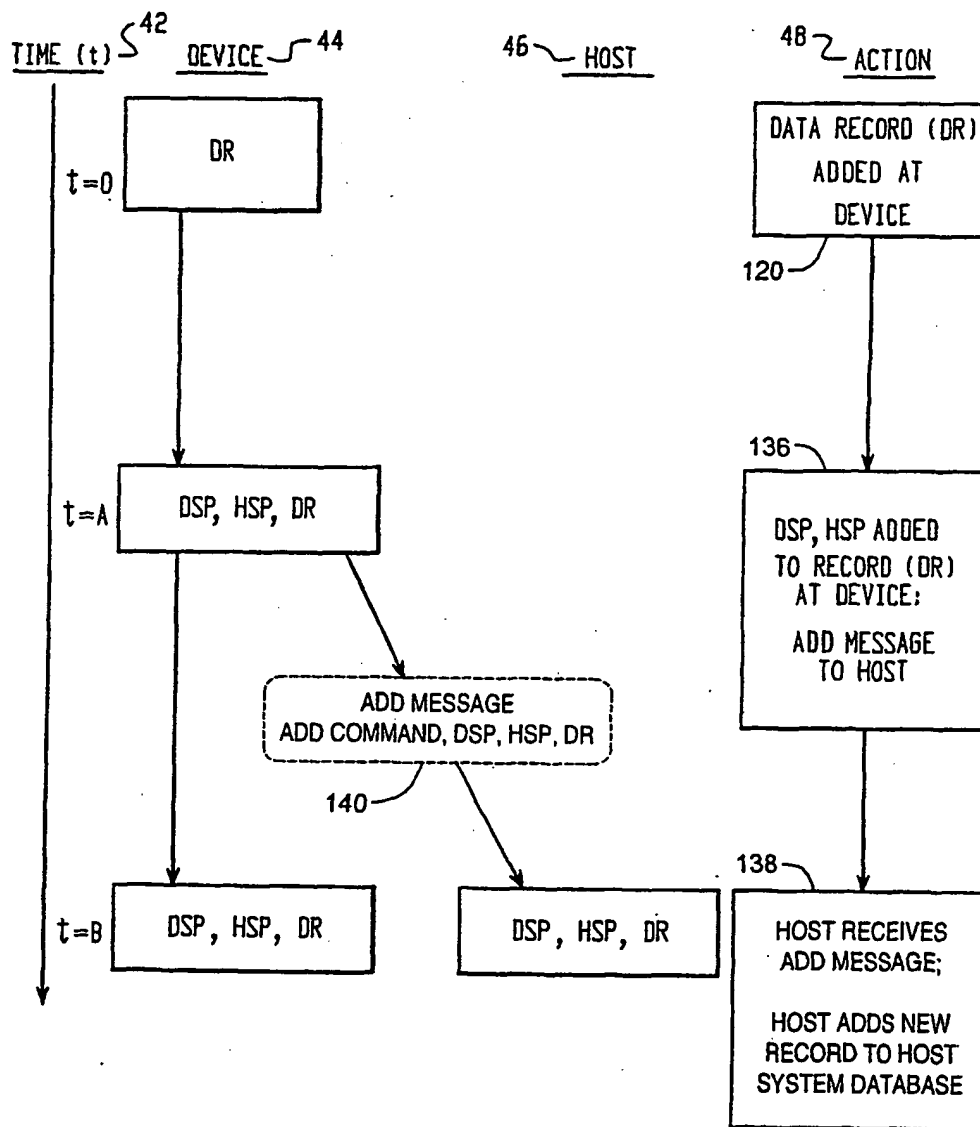 TIME (t) 42 DEVICE 44 46 HOST 48 ACTION
DR
t=0
DATA RECORD (DR)
ADDED AT
DEVICE
120
t=A
DSP, HSP, DR
136
DSP, HSP ADDED
TO RECORD (DR)
AT DEVICE;
ADD MESSAGE
TO HOST
ADD MESSAGE
ADD COMMAND, DSP, HSP, DR
140
t=B
DSP, HSP, DR
DSP, HSP, DR
138
HOST RECEIVES
ADD MESSAGE;
HOST ADDS NEW
RECORD TO HOST
SYSTEM DATABASE